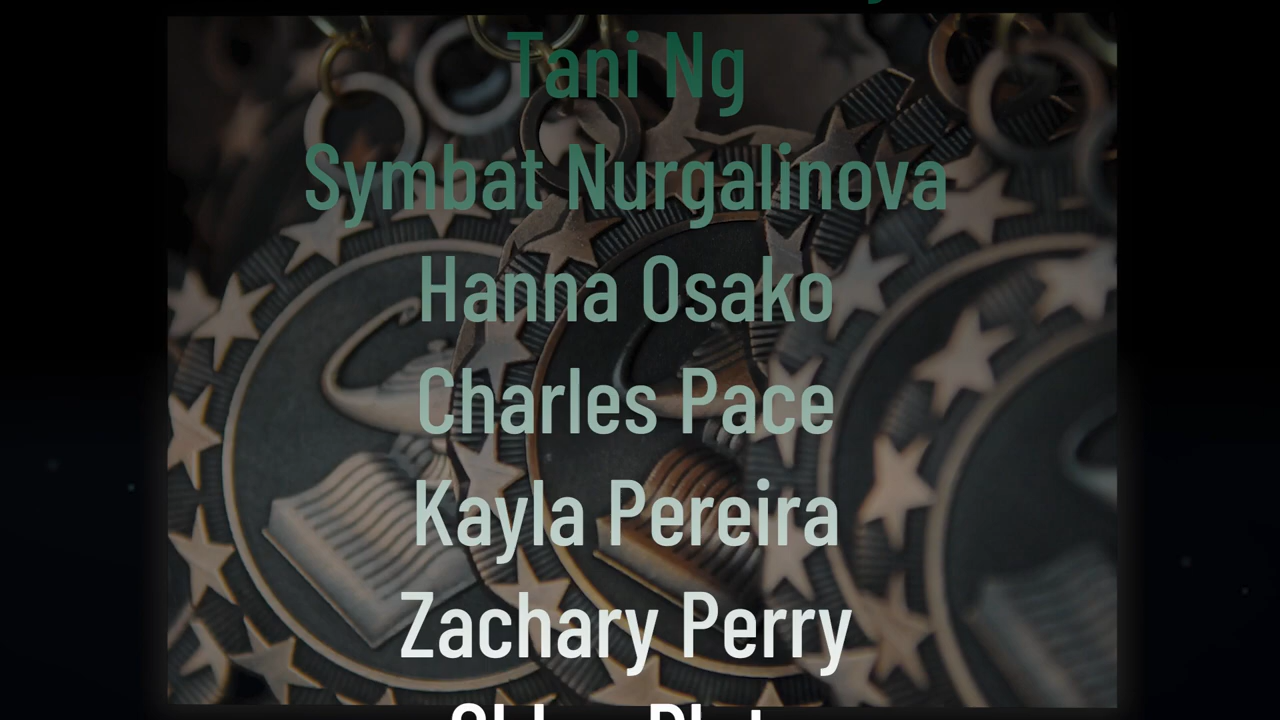 Tani Ng
Symbat Nurgalinova
Hanna Osako
Charles Pace
Kayla Pereira
Zachary Perry